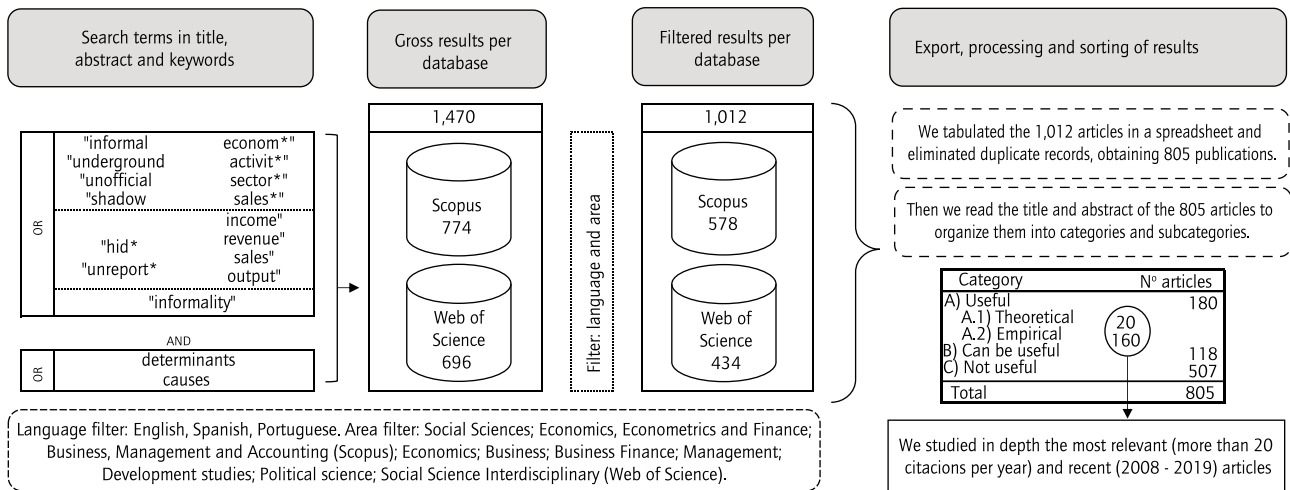 Search terms in title,
abstract and keywords
Gross results per
database
Filtered results per
database
Export, processing and sorting of results
OR
"informal econom*"
"underground activit*"
"unofficial sector*"
"shadow sales*"
"hid*
"unreport*
income"
revenue"
sales"
output"
"informality"
AND
OR
determinants
causes
1,470
Scopus
774
Web of
Science
696
Filter: language and area
1,012
Scopus
578
Web of
Science
434
We tabulated the 1,012 articles in a spreadsheet and
eliminated duplicate records, obtaining 805 publications.
Then we read the title and abstract of the 805 articles to
organize them into categories and subcategories.
Category Nº articles
A) Useful 180
A.1) Theoretical 20
A.2) Empirical 160
B) Can be useful 118
C) Not useful 507
Total 805
Language filter: English, Spanish, Portuguese. Area filter: Social Sciences; Economics, Econometrics and Finance;
Business, Management and Accounting (Scopus); Economics; Business; Business Finance; Management;
Development studies; Political science; Social Science Interdisciplinary (Web of Science).
We studied in depth the most relevant (more than 20
citacions per year) and recent (2008 - 2019) articles